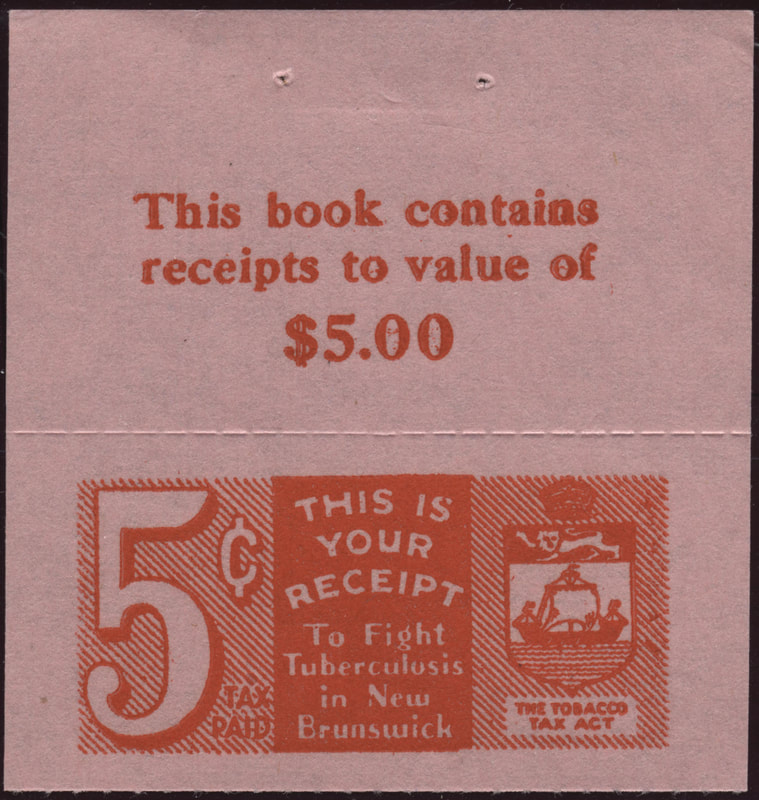 This book contains
receipts to value of
$5.00
5¢
TAX
PAID
THIS IS
YOUR
RECEIPT
To Fight
Tuberculosis
in New
Brunswick
THE TOBACCO
TAX ACT